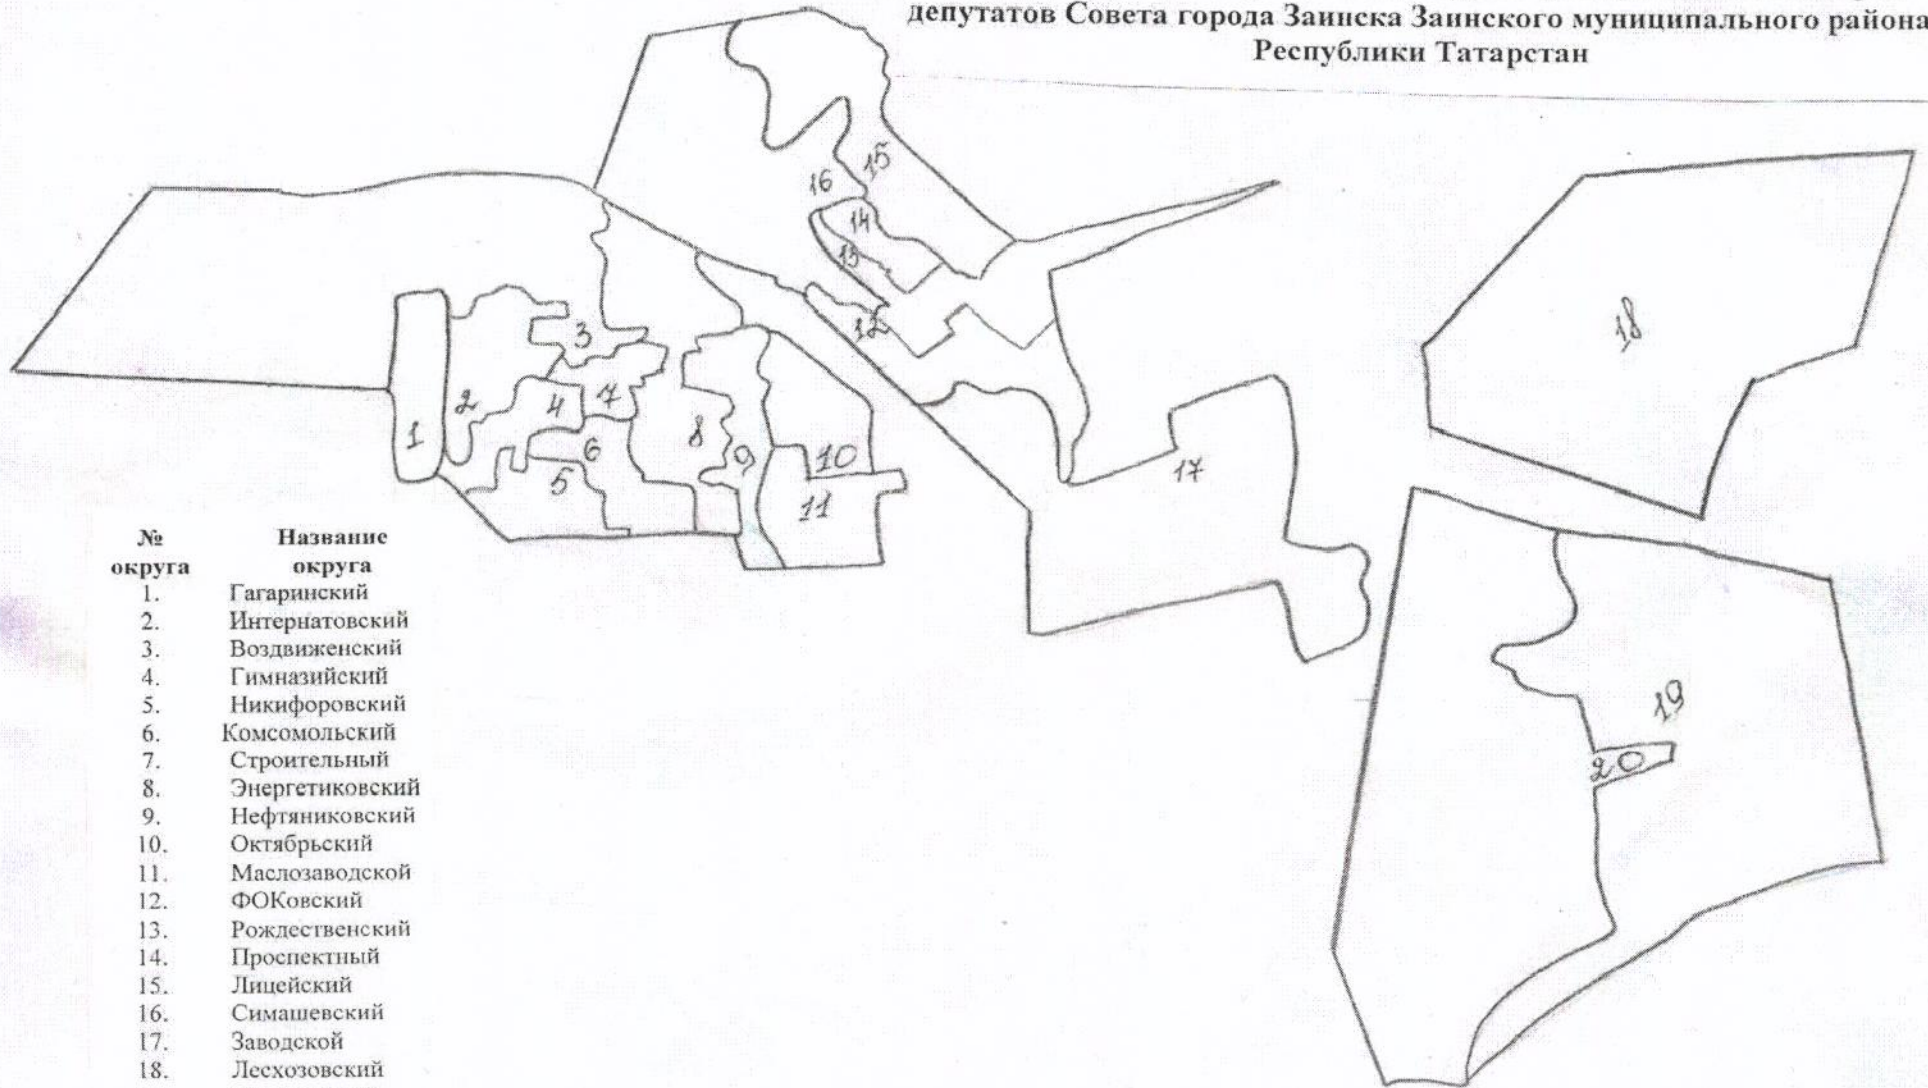 депутатов Совета города Заинска Заинского муниципального района
Республики Татарстан
15
16
14
13
12
18
3
2
4
7
1
6
8
9
10
5
11
17
19
20
№ округа Название округа
1. Гагаринский
2. Интернатовский
3. Воздвиженский
4. Гимназийский
5. Никифоровский
6. Комсомольский
7. Строительный
8. Энергетиковский
9. Нефтяниковский
10. Октябрьский
11. Маслозаводской
12. ФОКовский
13. Рождественский
14. Проспектный
15. Лицейский
16. Симашевский
17. Заводской
18. Лесхозовский